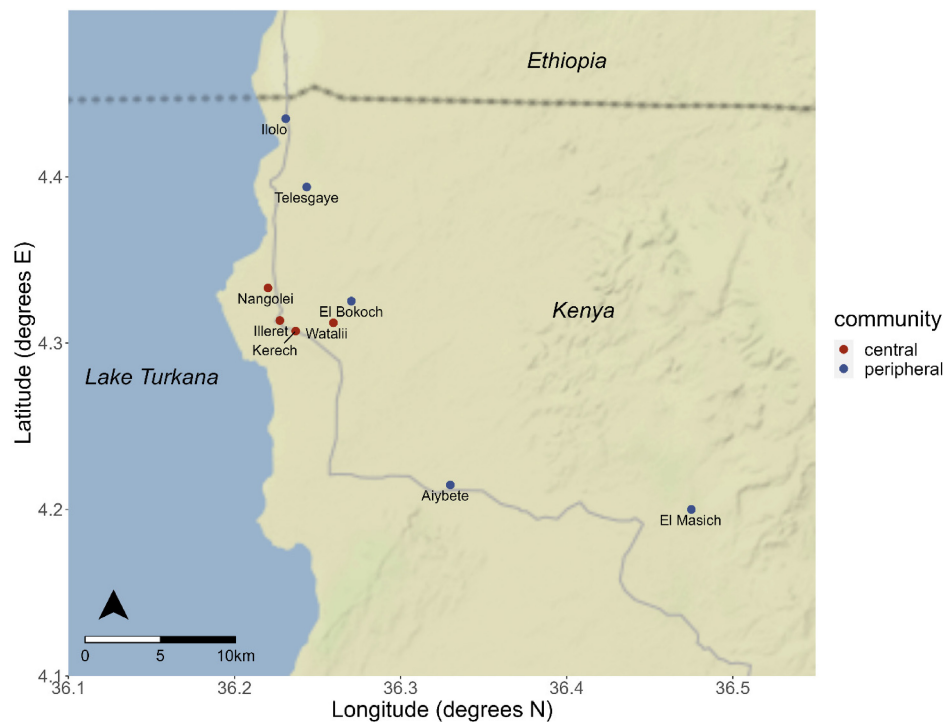 Ethiopia
Ilolo
4.4
Telesgaye
Nangolei
El Bokoch
Kenya
Illeret
Watalii
Kerech
4.3
Latitude (degrees E)
Lake Turkana
community
central
peripheral
Aiybete
4.2
El Masich
0 5 10km
4.1
36.1 36.2 36.3 36.4 36.5
Longitude (degrees N)